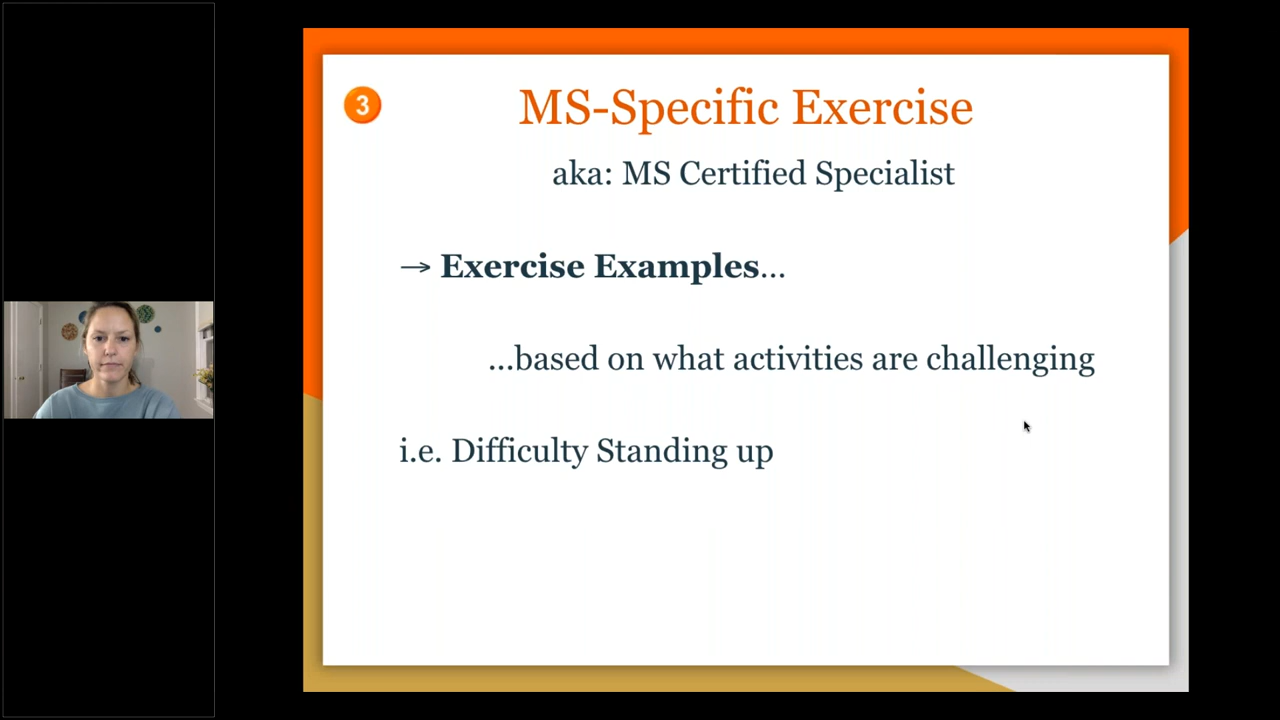 3
MS-Specific Exercise
aka: MS Certified Specialist
→ Exercise Examples...
...based on what activities are challenging
i.e. Difficulty Standing up